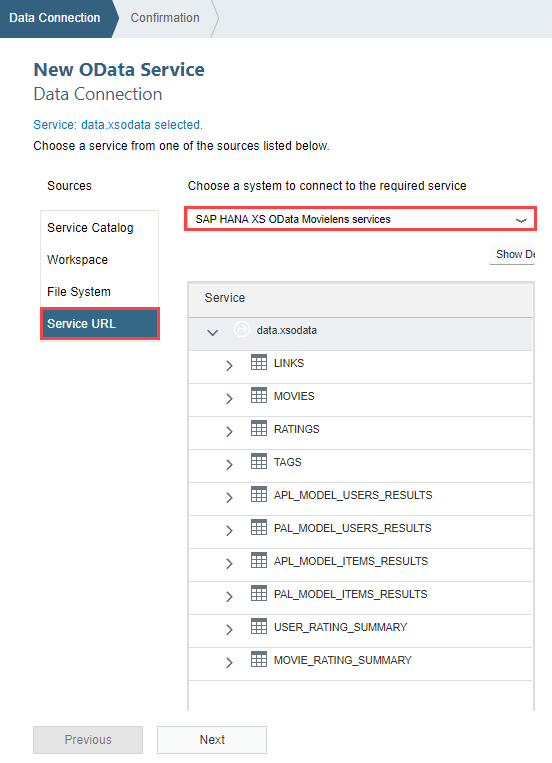 Data Connection
Confirmation
New OData Service
Data Connection
Service: data.xsodata selected.
Choose a service from one of the sources listed below.
Sources
Choose a system to connect to the required service
Service Catalog
Workspace
File System
Service URL
SAP HANA XS OData Movielens services
Show De
Service
data.xsodata
LINKS
MOVIES
RATINGS
TAGS
APL_MODEL_USERS_RESULTS
PAL_MODEL_USERS_RESULTS
APL_MODEL_ITEMS_RESULTS
PAL_MODEL_ITEMS_RESULTS
USER_RATING_SUMMARY
MOVIE_RATING_SUMMARY
Previous
Next